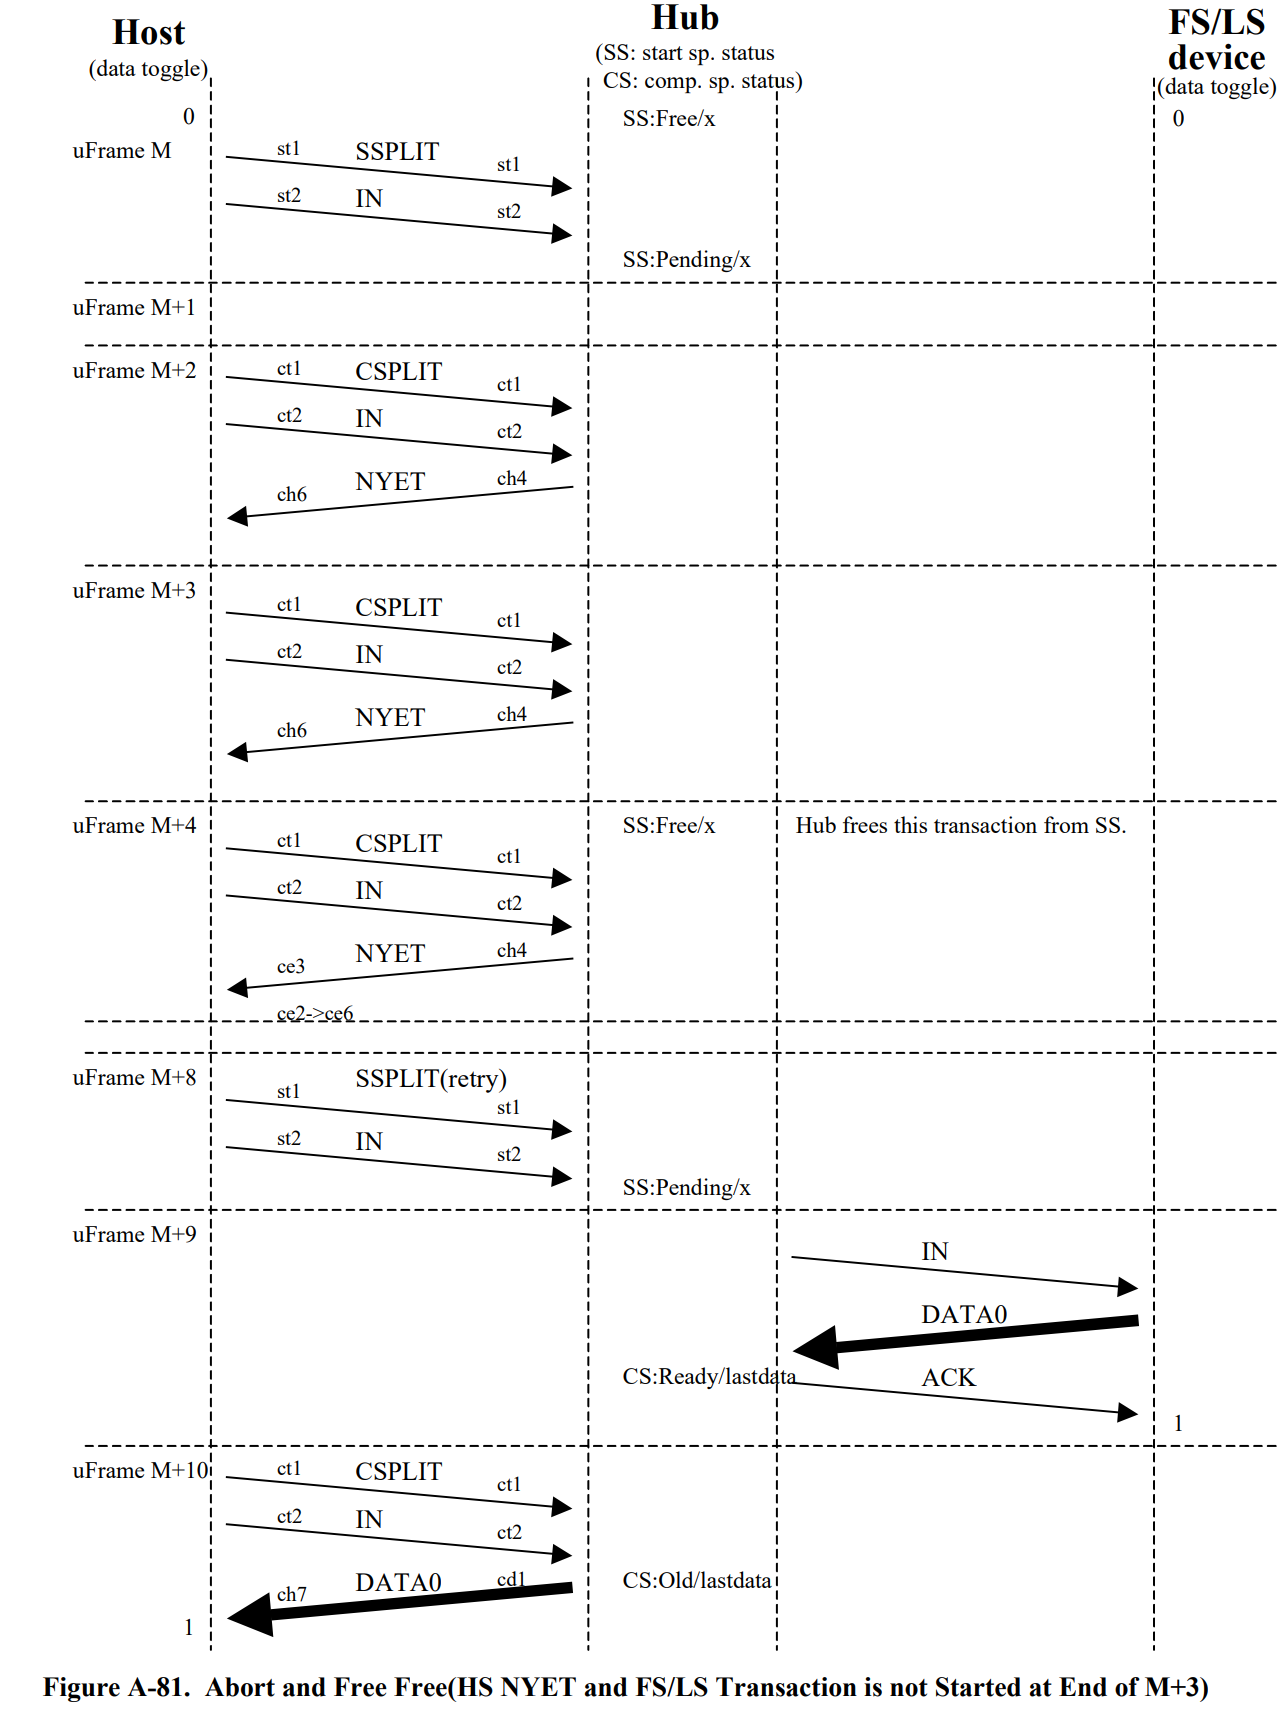 Host
(data toggle)
Hub
(SS: start sp. status
CS: comp. sp. status)
FS/LS
device
(data toggle)
0
SS:Free/x
0
uFrame M
st1 SSPLIT st1
st2 IN st2
SS:Pending/x
uFrame M+1
uFrame M+2
ct1 CSPLIT ct1
ct2 IN ct2
ch6 NYET ch4
uFrame M+3
ct1 CSPLIT ct1
ct2 IN ct2
ch6 NYET ch4
uFrame M+4
SS:Free/x
Hub frees this transaction from SS.
ct1 CSPLIT ct1
ct2 IN ct2
ce3 NYET ch4
ce2->ce6
uFrame M+8
SSPLIT(retry)
st1 st1
st2 IN st2
SS:Pending/x
uFrame M+9
IN
DATA0
CS:Ready/lastdata
ACK
1
uFrame M+10
ct1 CSPLIT ct1
ct2 IN ct2
ch7 DATA0 cd1
CS:Old/lastdata
1
Figure A-81. Abort and Free Free(HS NYET and FS/LS Transaction is not Started at End of M+3)